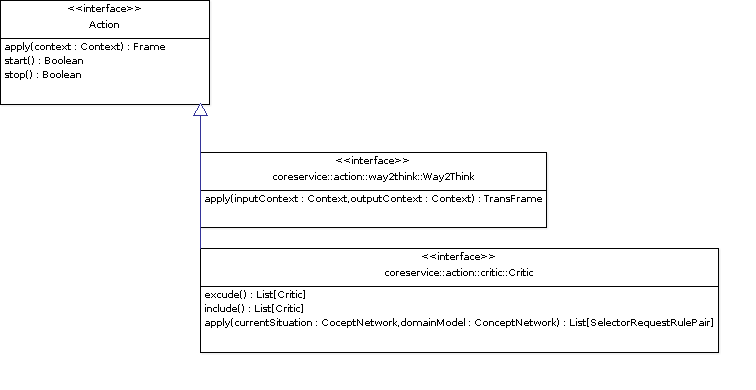 <<interface>>
Action
apply(context : Context) : Frame
start() : Boolean
stop() : Boolean
<<interface>>
coreservice::action::way2think::Way2Think
apply(inputContext : Context,outputContext : Context) : TransFrame
<<interface>>
coreservice::action::critic::Critic
excude() : List[Critic]
include() : List[Critic]
apply(currentSituation : CoceptNetwork,domainModel : ConceptNetwork) : List[SelectorRequestRulePair]